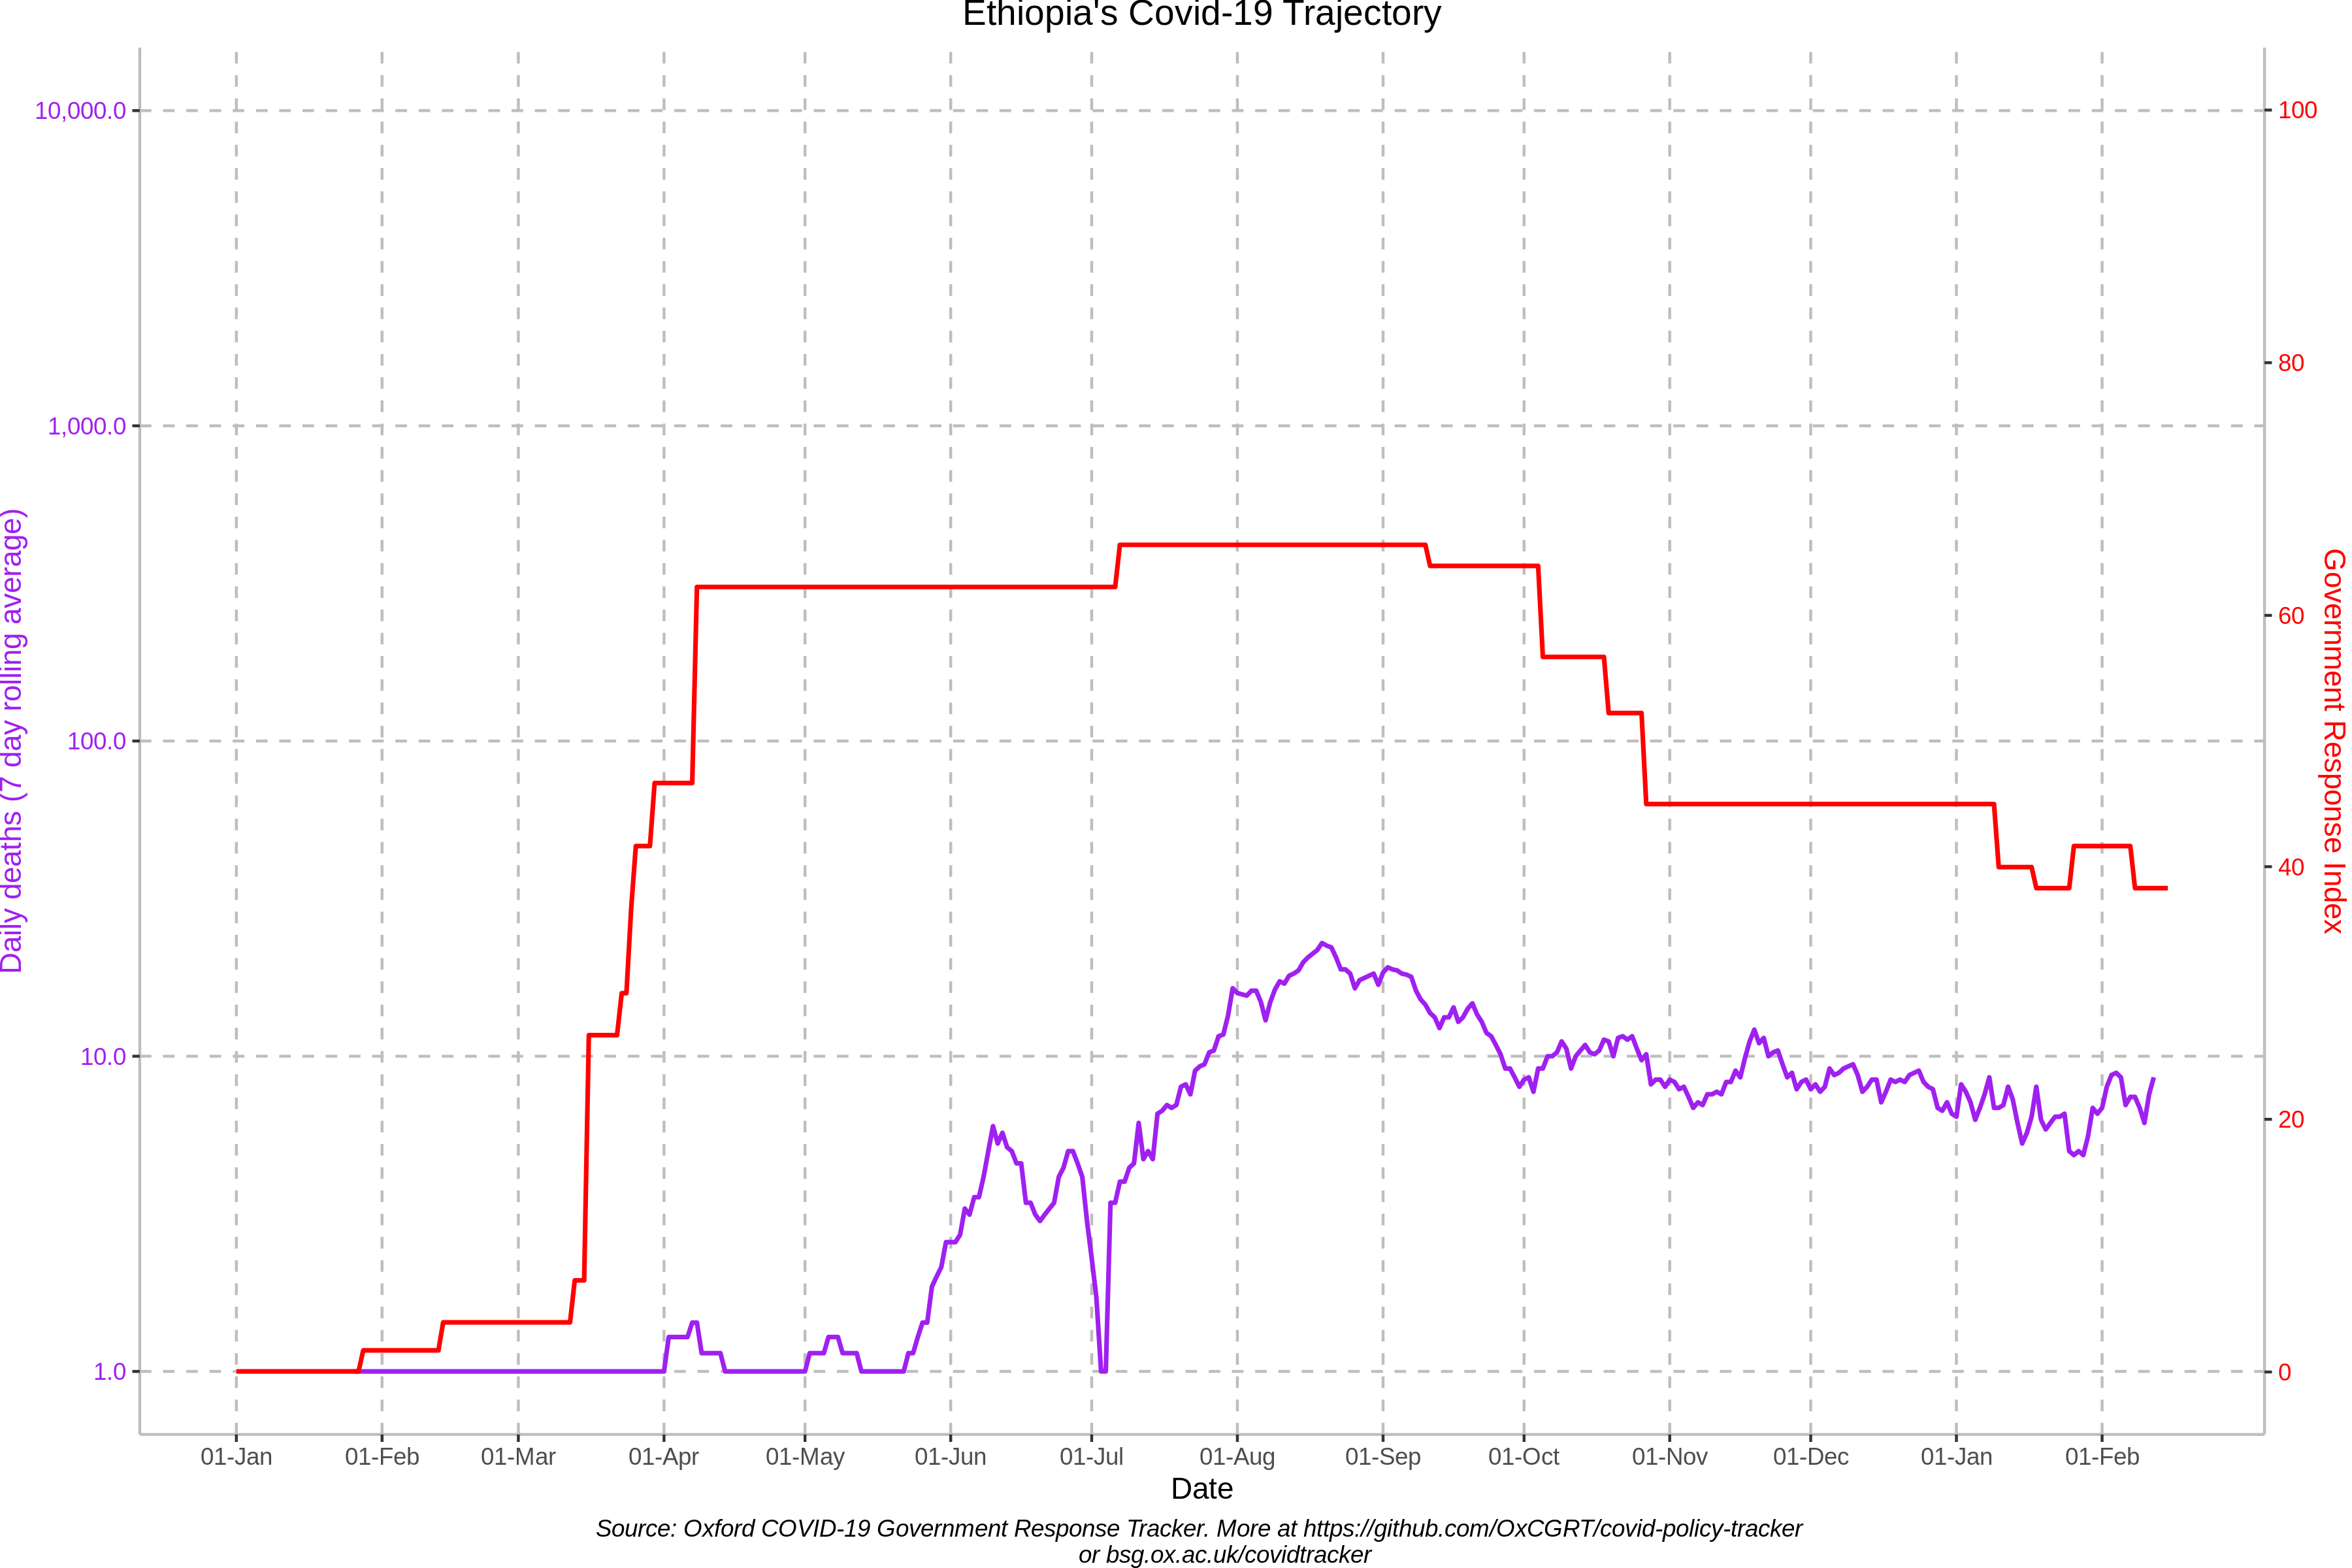 Ethiopia's Covid-19 Trajectory
10,000.0
1,000.0
100.0
10.0
1.0
Daily deaths (7 day rolling average)
100
80
60
40
20
0
Government Response Index
01-Jan 01-Feb 01-Mar 01-Apr 01-May 01-Jun 01-Jul 01-Aug 01-Sep 01-Oct 01-Nov 01-Dec 01-Jan 01-Feb
Date
Source: Oxford COVID-19 Government Response Tracker. More at https://github.com/OxCGRT/covid-policy-tracker
or bsg.ox.ac.uk/covidtracker